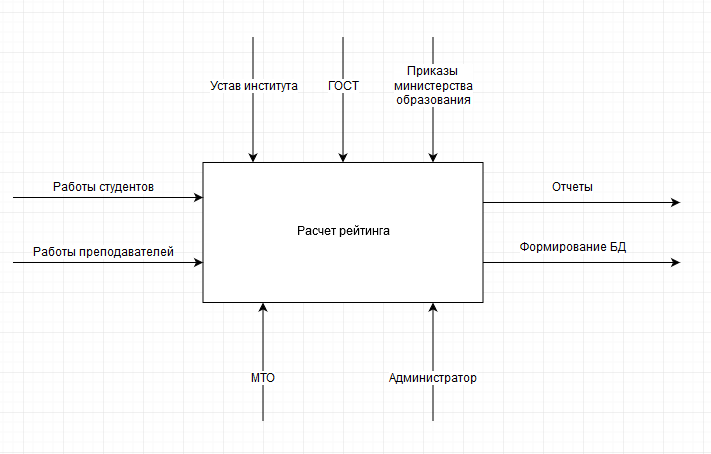 Устав института
ГОСТ
Приказы
министерства
образования
Работы студентов
Отчеты
Расчет рейтинга
Работы преподавателей
Формирование БД
МТО
Администратор